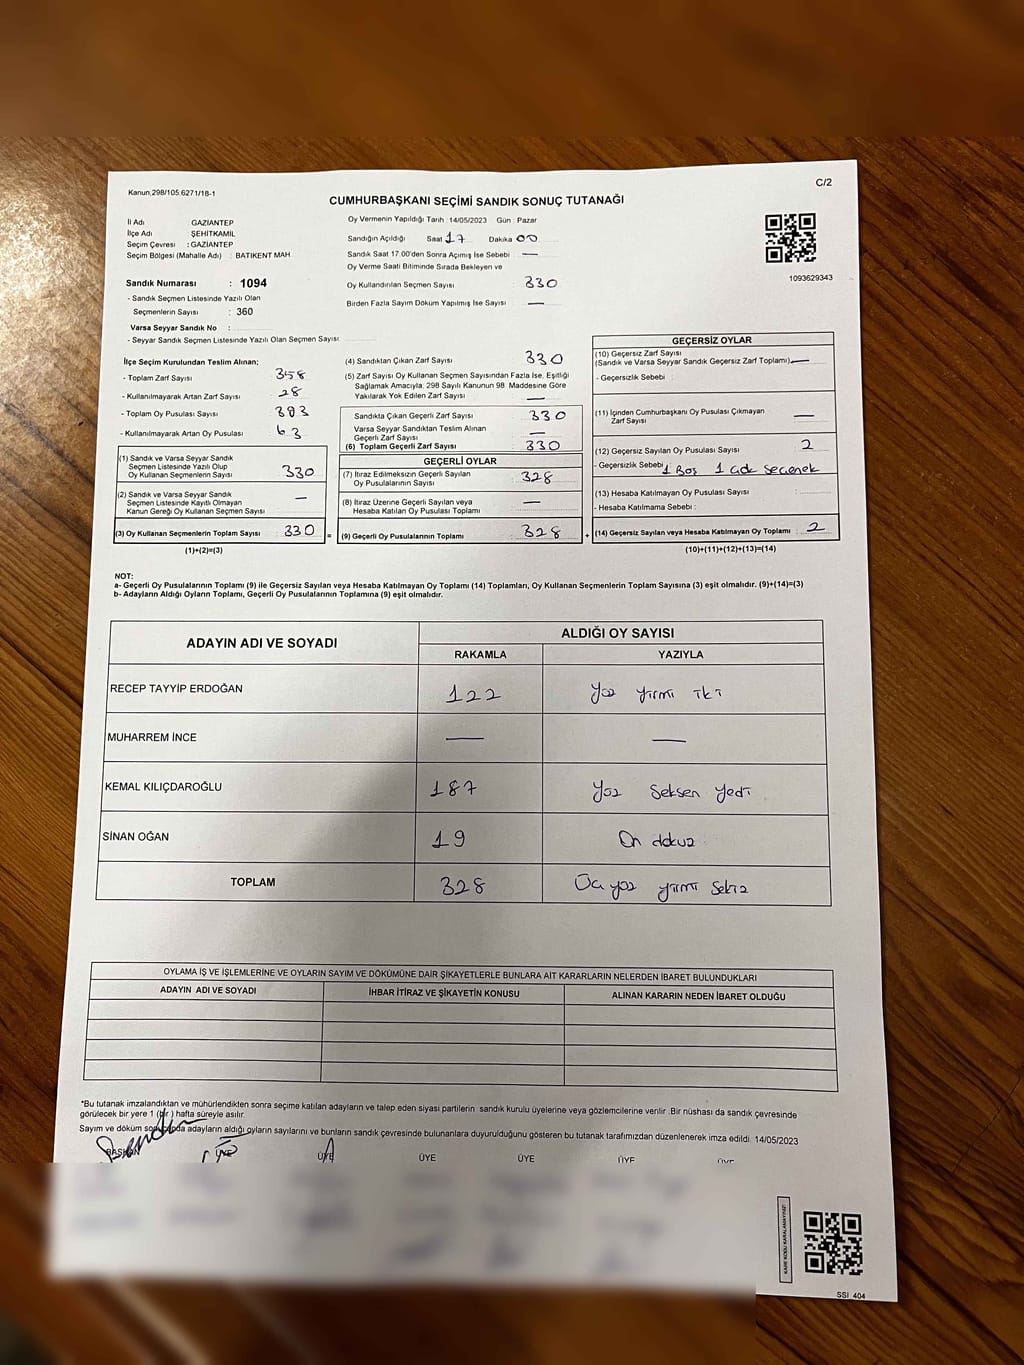 C/2
Kanun,298/105:6271/18-1
CUMHURBAŞKANI SEÇİMİ SANDIK SONUÇ TUTANAĞI
İl Adı : GAZİANTEP
İlçe Adı : ŞEHİTKAMİL
Seçim Çevresi : GAZİANTEP
Seçim Bölgesi (Mahalle Adı) : BATIKENT MAH.
Sandık Numarası : 1094
- Sandık Seçmen Listesinde Yazılı Olan
Seçmenlerin Sayısı : 360
Varsa Seyyar Sandık No :
- Seyyar Sandık Seçmen Listesinde Yazılı Olan Seçmen Sayısı:
Oy Vermenin Yapıldığı Tarih : 14/05/2023 Gün : Pazar
Sandığın Açıldığı Saat 17 Dakika 00
Sandık Saat 17.00'den Sonra Açımış İse Sebebi —
Oy Verme Saati Bitiminde Sırada Bekleyen ve
Oy Kullandırılan Seçmen Sayısı 330
Birden Fazla Sayım Döküm Yapılmış İse Sayısı —
1093629343
İlçe Seçim Kurulundan Teslim Alınan;
- Toplam Zarf Sayısı 358
- Kullanılmayarak Artan Zarf Sayısı 28
- Toplam Oy Pusulası Sayısı
- Kullanılmayarak Artan Oy Pusulası 63
(1) Sandık ve Varsa Seyyar Sandık
Seçmen Listesinde Yazılı Olup
Oy Kullanan Seçmenlerin Sayısı 330
(2) Sandık ve Varsa Seyyar Sandık
Seçmen Listesinde Kayıtlı Olmayan
Kanun Gereği Oy Kullanan Seçmen Sayısı —
(3) Oy Kullanan Seçmenlerin Toplam Sayısı 330 =
(1)+(2)=(3)
(4) Sandıktan Çıkan Zarf Sayısı 330
(5) Zarf Sayısı Oy Kullanan Seçmen Sayısından Fazla İse, Eşitliği
Sağlamak Amacıyla; 298 Sayılı Kanunun 98. Maddesine Göre
Yakılarak Yok Edilen Zarf Sayısı —
Sandıkta Çıkan Geçerli Zarf Sayısı 330
Varsa Seyyar Sandıktan Teslim Alınan
Geçerli Zarf Sayısı —
(6) Toplam Geçerli Zarf Sayısı 330
GEÇERLİ OYLAR
(7) İtiraz Edilmeksizin Geçerli Sayılan
Oy Pusulalarının Sayısı 328
(8) İtiraz Üzerine Geçerli Sayılan veya
Hesaba Katılan Oy Pusulası Toplamı —
(9) Geçerli Oy Pusulalarının Toplamı 328 +
GEÇERSİZ OYLAR
(10) Geçersiz Zarf Sayısı
(Sandık ve Varsa Seyyar Sandık Geçersiz Zarf Toplamı) —
- Geçersizlik Sebebi :
(11) İçinden Cumhurbaşkanı Oy Pusulası Çıkmayan
Zarf Sayısı —
(12) Geçersiz Sayılan Oy Pusulası Sayısı 2
- Geçersizlik Sebebi 1 Boş 1 çok seçenek
(13) Hesaba Katılmayan Oy Pusulası Sayısı :
- Hesaba Katılmama Sebebi :
(14) Geçersiz Sayılan veya Hesaba Katılmayan Oy Toplamı 2
(10)+(11)+(12)+(13)=(14)
NOT:
a- Geçerli Oy Pusulalarının Toplamı (9) ile Geçersiz Sayılan veya Hesaba Katılmayan Oy Toplamı (14) Toplamları, Oy Kullanan Seçmenlerin Toplam Sayısına (3) eşit olmalıdır. (9)+(14)=(3)
b- Adayların Aldığı Oyların Toplamı, Geçerli Oy Pusulalarının Toplamına (9) eşit olmalıdır.
ADAYIN ADI VE SOYADI
ALDIĞI OY SAYISI
RAKAMLA YAZIYLA
RECEP TAYYİP ERDOĞAN 122 Yüz yirmi iki
MUHARREM İNCE — —
KEMAL KILIÇDAROĞLU 187 Yüz seksen yedi
SİNAN OĞAN 19 On dokuz
TOPLAM 328 Üç yüz yirmi sekiz
OYLAMA İŞ VE İŞLEMLERİNE VE OYLARIN SAYIM VE DÖKÜMÜNE DAİR ŞİKAYETLERLE BUNLARA AİT KARARLARIN NELERDEN İBARET BULUNDUKLARI
ADAYIN ADI VE SOYADI İHBAR İTİRAZ VE ŞİKAYETİN KONUSU ALINAN KARARIN NEDEN İBARET OLDUĞU
*Bu tutanak imzalandıktan ve mühürlendikten sonra seçime katılan adayların ve talep eden siyasi partilerin sandık kurulu üyelerine veya gözlemcilerine verilir .Bir nüshası da sandık çevresinde
görülecek bir yere 1 (bir ) hafta süreyle asılır.
Sayım ve döküm sonucunda adayların aldığı oyların sayılarını ve bunların sandık çevresinde bulunanlara duyurulduğunu gösteren bu tutanak tarafımızdan düzenlenerek imza edildi. 14/05/2023
BAŞKAN ÜYE ÜYE ÜYE ÜYE ÜYE ÜYE
KARE KODU KARALAMAYINIZ!
SSI 404